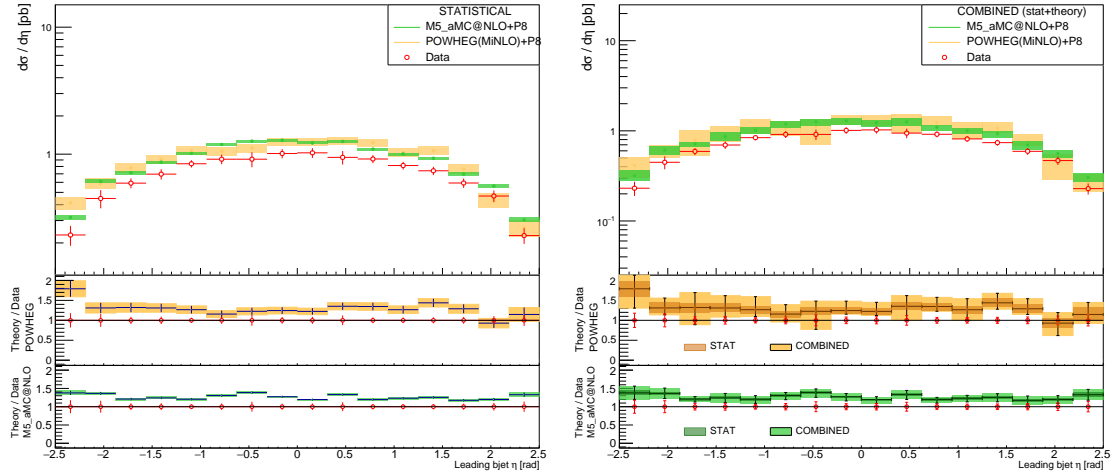 STATISTICAL
M5_aMC@NLO+P8
POWHEG(MiNLO)+P8
Data
dσ / dη [pb]
10
1
Theory / Data
POWHEG
2
1.5
1
0.5
0
Theory / Data
M5_aMC@NLO
2
1.5
1
0.5
0
−2.5 −2 −1.5 −1 −0.5 0 0.5 1 1.5 2 2.5
Leading bjet η [rad]
COMBINED (stat+theory)
M5_aMC@NLO+P8
POWHEG(MiNLO)+P8
Data
dσ / dη [pb]
10
1
10⁻¹
Theory / Data
POWHEG
2
1.5
1
0.5
0
STAT COMBINED
Theory / Data
M5_aMC@NLO
2
1.5
1
0.5
0
STAT COMBINED
−2.5 −2 −1.5 −1 −0.5 0 0.5 1 1.5 2 2.5
Leading bjet η [rad]